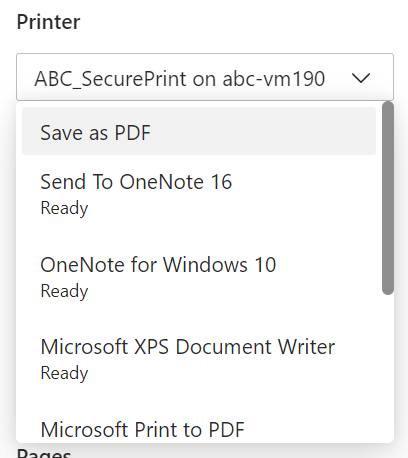 Printer
ABC_SecurePrint on abc-vm190
Save as PDF
Send To OneNote 16
Ready
OneNote for Windows 10
Ready
Microsoft XPS Document Writer
Ready
Microsoft Print to PDF
Pages